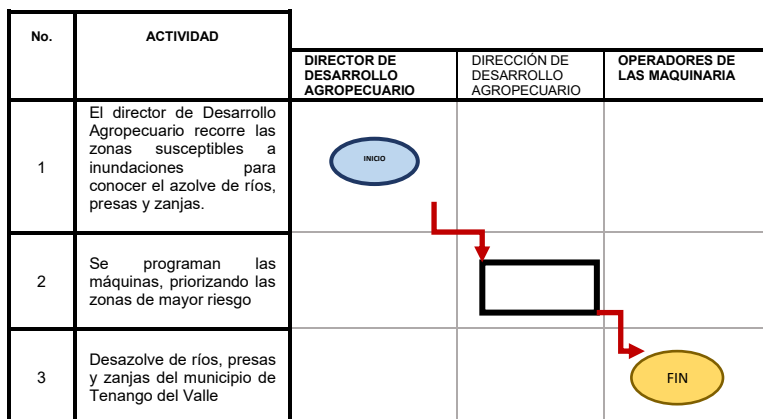 No.
ACTIVIDAD
DIRECTOR DE
DESARROLLO
AGROPECUARIO
DIRECCIÓN DE
DESARROLLO
AGROPECUARIO
OPERADORES DE
LAS MAQUINARIA
1
El director de Desarrollo
Agropecuario recorre las
zonas susceptibles a
inundaciones para
conocer el azolve de ríos,
presas y zanjas.
INICIO
2
Se programan las
máquinas, priorizando las
zonas de mayor riesgo
3
Desazolve de ríos, presas
y zanjas del municipio de
Tenango del Valle
FIN